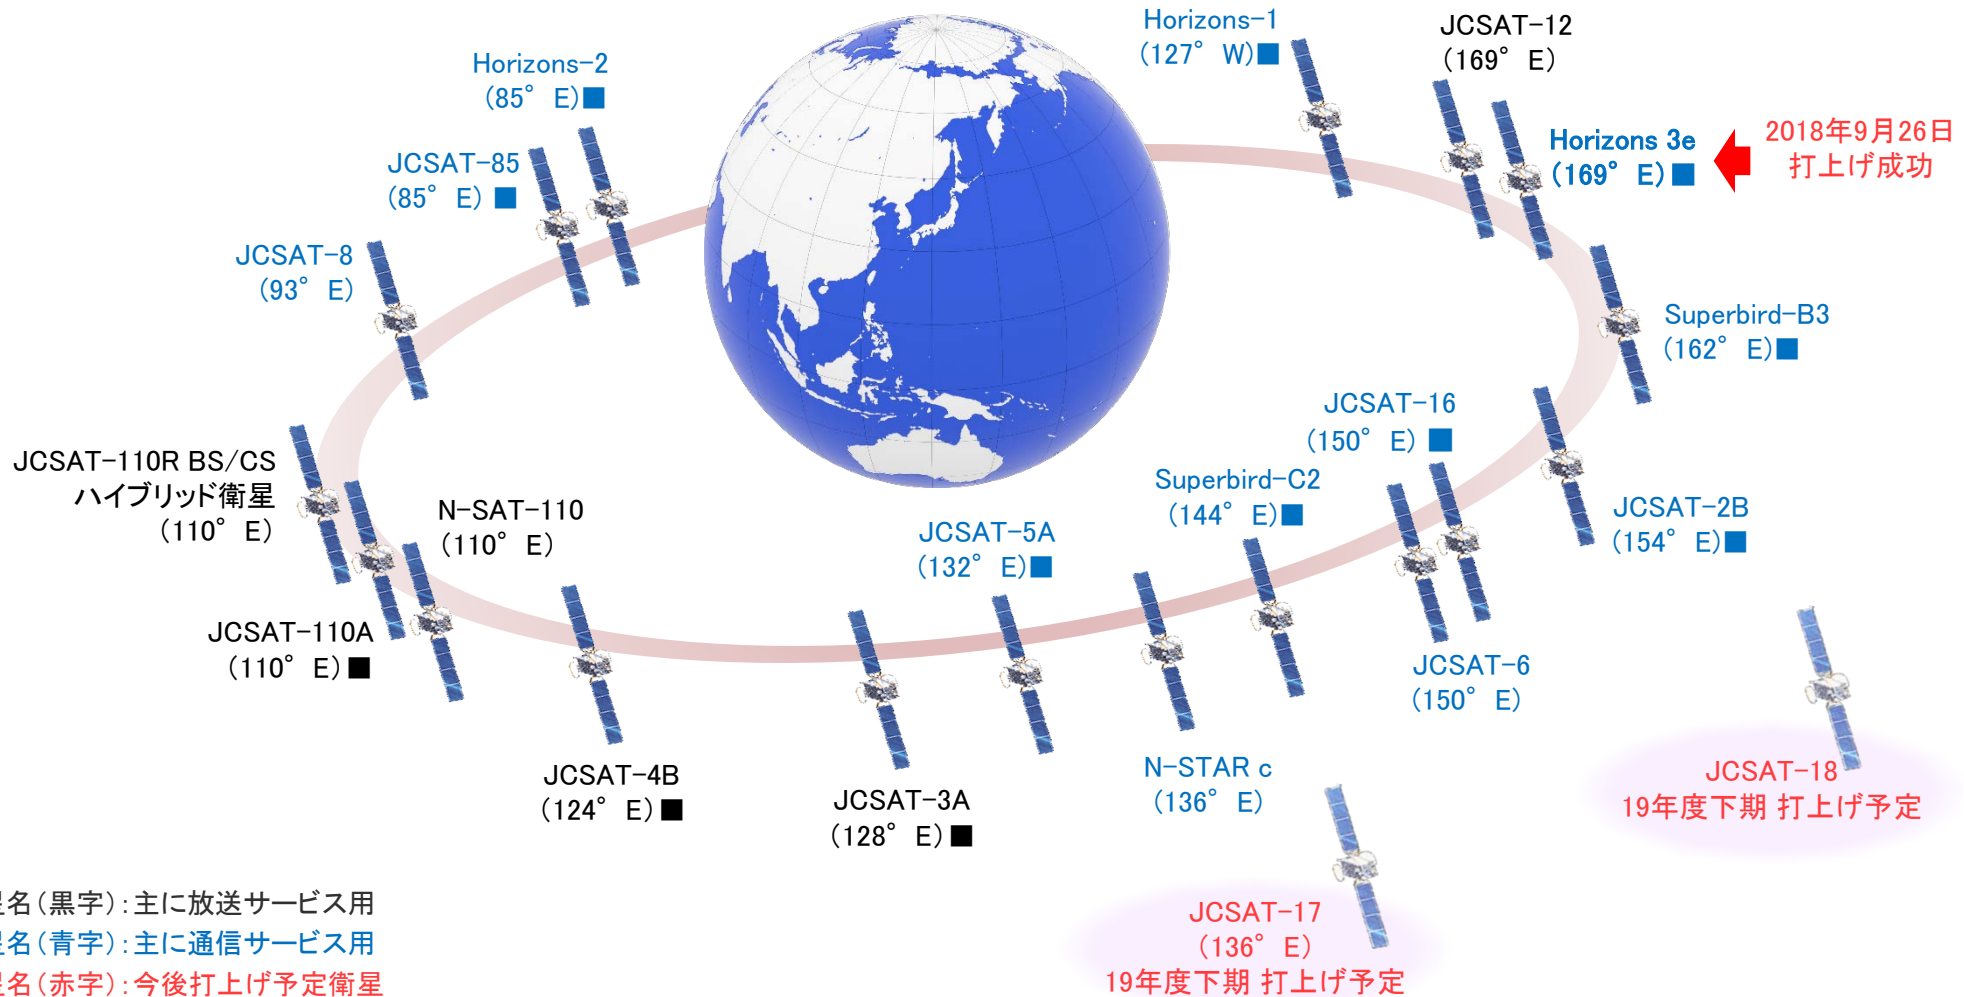 Horizons-1
(127° W)■
JCSAT-12
(169° E)
Horizons-2
(85° E)■
Horizons 3e
(169° E)■
2018年9月26日
打上げ成功
JCSAT-85
(85° E)■
JCSAT-8
(93° E)
Superbird-B3
(162° E)■
JCSAT-16
(150° E)■
JCSAT-110R BS/CS
ハイブリッド衛星
(110° E)
N-SAT-110
(110° E)
Superbird-C2
(144° E)■
JCSAT-5A
(132° E)■
JCSAT-2B
(154° E)■
JCSAT-110A
(110° E)■
JCSAT-6
(150° E)
JCSAT-4B
(124° E)■
JCSAT-3A
(128° E)■
N-STAR c
(136° E)
JCSAT-18
19年度下期 打上げ予定
JCSAT-17
(136° E)
19年度下期 打上げ予定
名(黒字):主に放送サービス用
名(青字):主に通信サービス用
名(赤字):今後打上げ予定衛星